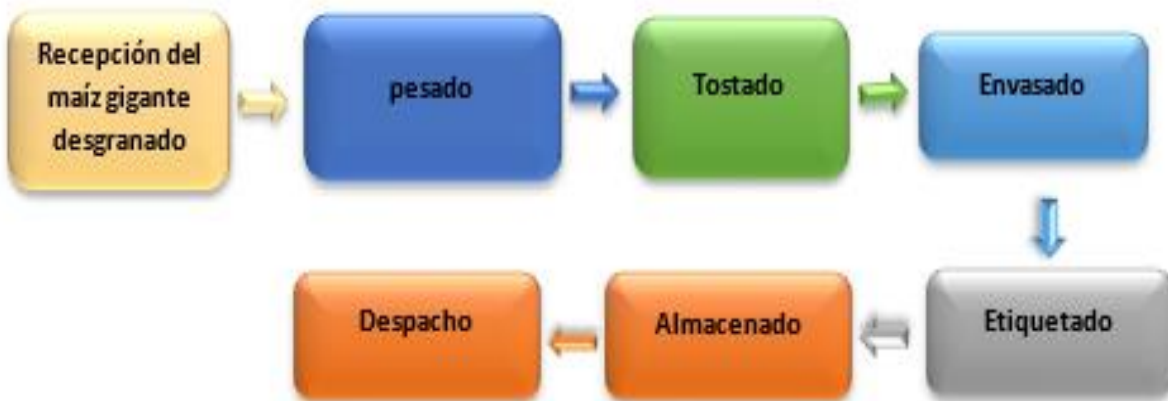 Recepción del
maíz gigante
desgranado
pesado
Tostado
Envasado
Etiquetado
Almacenado
Despacho